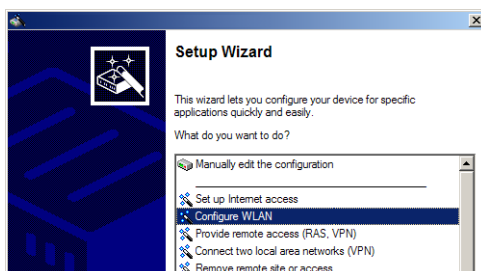 Setup Wizard
This wizard lets you configure your device for specific
applications quickly and easily.
What do you want to do?
Manually edit the configuration
Set up Internet access
Configure WLAN
Provide remote access (RAS, VPN)
Connect two local area networks (VPN)
Remove remote site or access